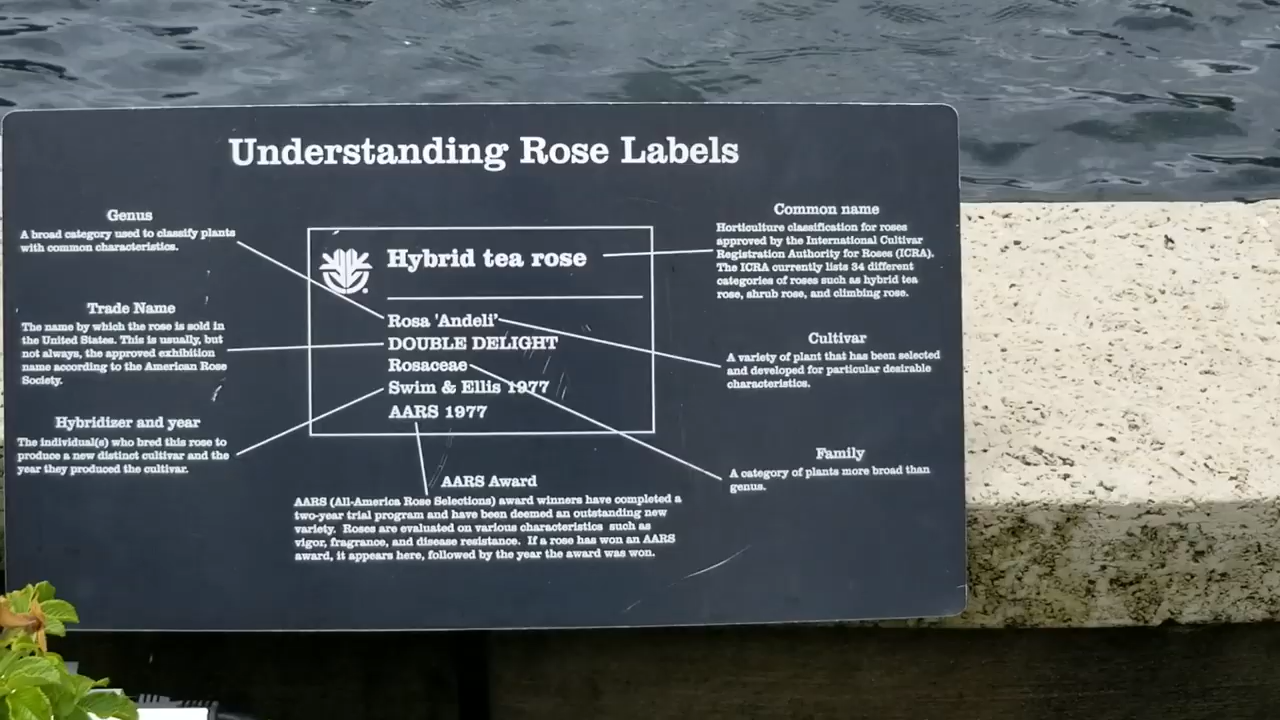 Understanding Rose Labels
Genus
A broad category used to classify plants
with common characteristics.
Trade Name
The name by which the rose is sold in
the United States. This is usually, but
not always, the approved exhibition
name according to the American Rose
Society.
Hybridizer and year
The individual(s) who bred this rose to
produce a new distinct cultivar and the
year they produced the cultivar.
Hybrid tea rose
Rosa 'Andeli'
DOUBLE DELIGHT
Rosaceae
Swim & Ellis 1977
AARS 1977
AARS Award
AARS (All-America Rose Selections) award winners have completed a
two-year trial program and have been deemed an outstanding new
variety. Roses are evaluated on various characteristics such as
vigor, fragrance, and disease resistance. If a rose has won an AARS
award, it appears here, followed by the year the award was won.
Common name
Horticulture classification for roses
approved by the International Cultivar
Registration Authority for Roses (ICRA).
The ICRA currently lists 34 different
categories of roses such as hybrid tea
rose, shrub rose, and climbing rose.
Cultivar
A variety of plant that has been selected
and developed for particular desirable
characteristics.
Family
A category of plants more broad than
genus.